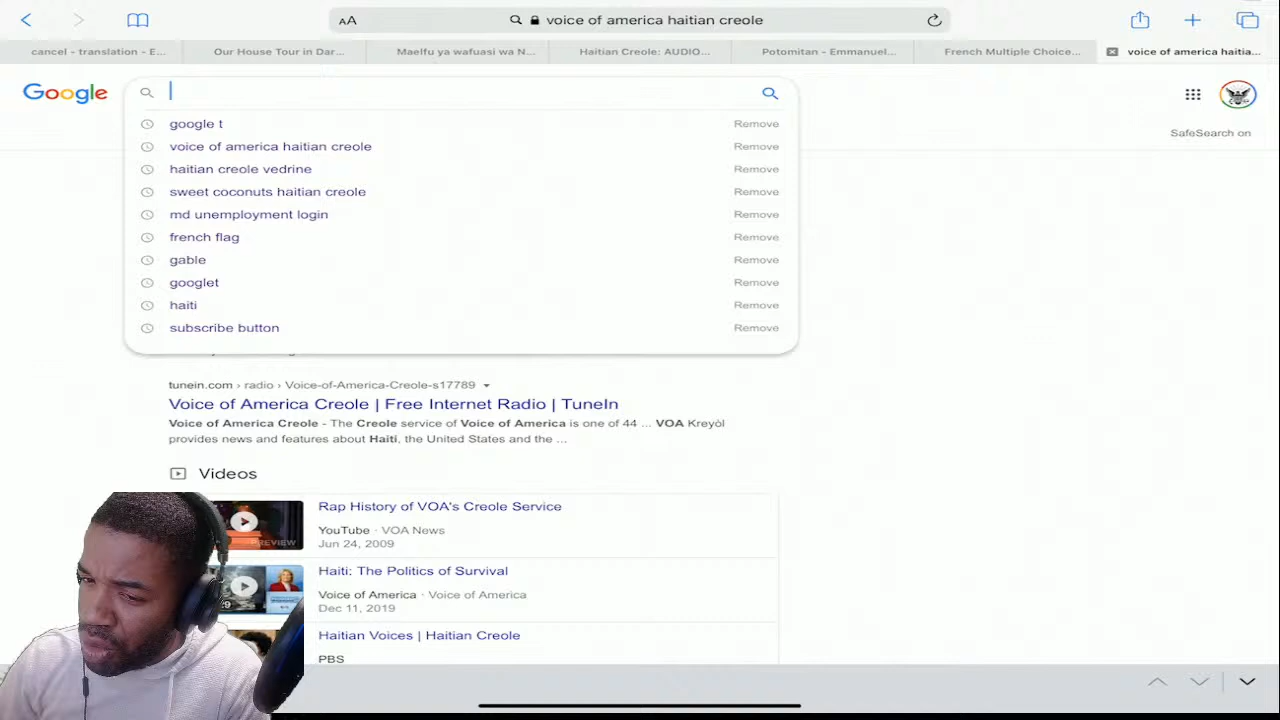 AA voice of america haitian creole
cancel - translation - E...
Our House Tour in Dar...
Maelfu ya wafuasi wa N...
Haitian Creole: AUDIO...
Potomitan - Emmanuel...
French Multiple Choice...
voice of america haitia...
Google
SafeSearch on
google t Remove
voice of america haitian creole Remove
haitian creole vedrine Remove
sweet coconuts haitian creole Remove
md unemployment login Remove
french flag Remove
gable Remove
googlet Remove
haiti Remove
subscribe button Remove
tunein.com › radio › Voice-of-America-Creole-s17789
Voice of America Creole | Free Internet Radio | TuneIn
Voice of America Creole - The Creole service of Voice of America is one of 44 ... VOA Kreyòl
provides news and features about Haiti, the United States and the ...
Videos
Rap History of VOA's Creole Service
PREVIEW
YouTube · VOA News
Jun 24, 2009
Haiti: The Politics of Survival
Voice of America · Voice of America
Dec 11, 2019
Haitian Voices | Haitian Creole
PBS